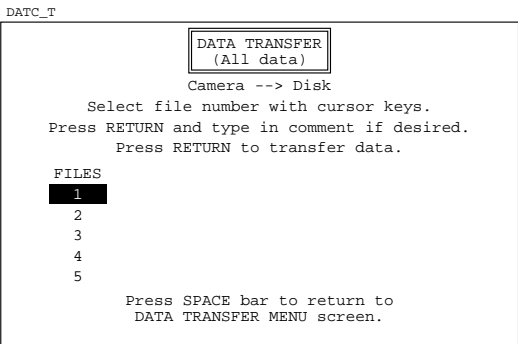 DATC_T
DATA TRANSFER
(All data)
Camera --> Disk
Select file number with cursor keys.
Press RETURN and type in comment if desired.
Press RETURN to transfer data.
FILES
1
2
3
4
5
Press SPACE bar to return to
DATA TRANSFER MENU screen.